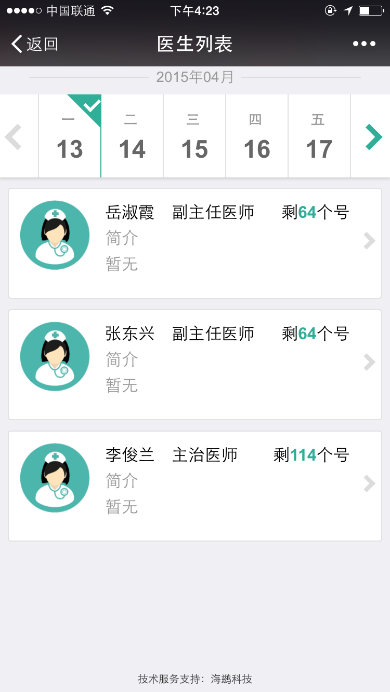 中国联通 下午4:23
返回 医生列表
2015年04月
一 二 三 四 五
13 14 15 16 17
岳淑霞 副主任医师 剩64个号
简介
暂无
张东兴 副主任医师 剩64个号
简介
暂无
李俊兰 主治医师 剩114个号
简介
暂无
技术服务支持：海鹚科技